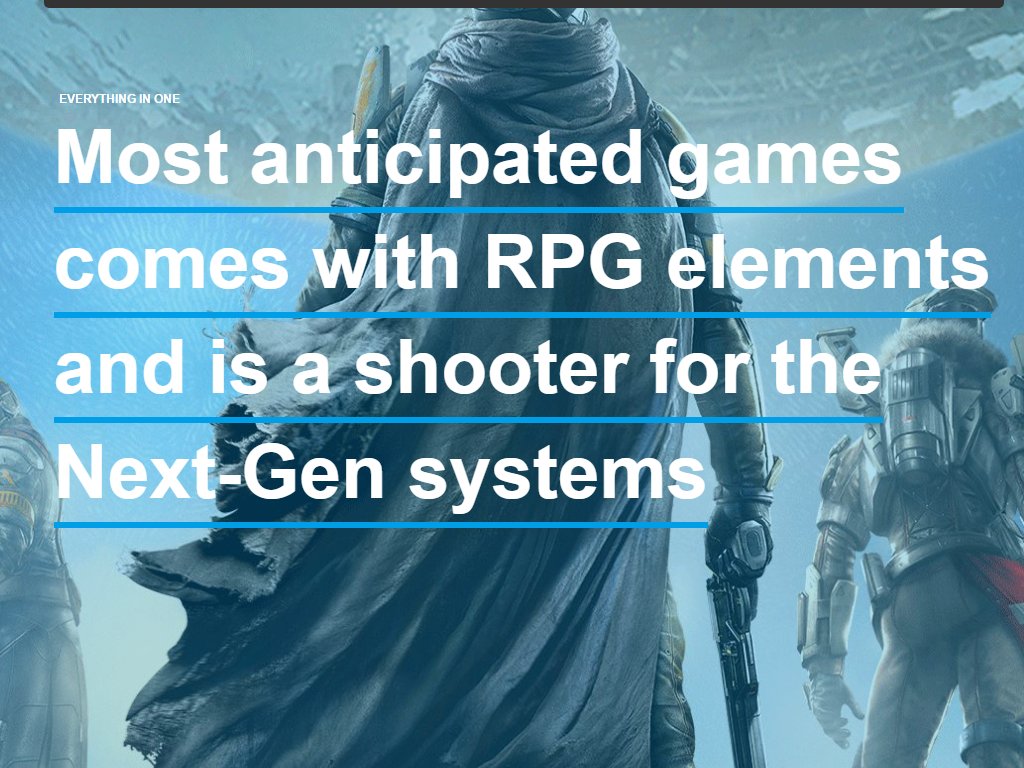 EVERYTHING IN ONE
Most anticipated games
comes with RPG elements
and is a shooter for the
Next-Gen systems